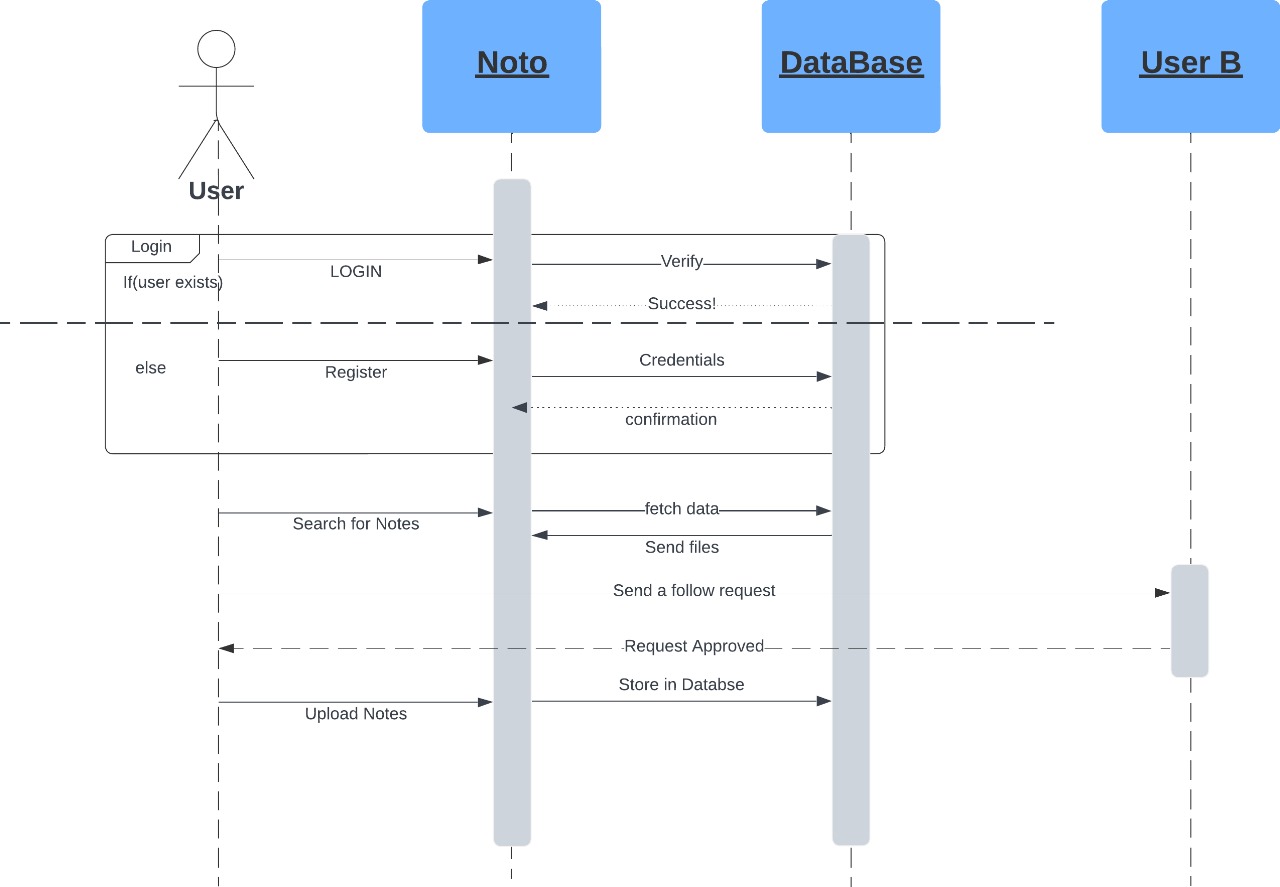 Noto
DataBase
User B
User
Login
If(user exists)
LOGIN
Verify
Success!
else
Register
Credentials
confirmation
Search for Notes
fetch data
Send files
Send a follow request
Request Approved
Store in Databse
Upload Notes